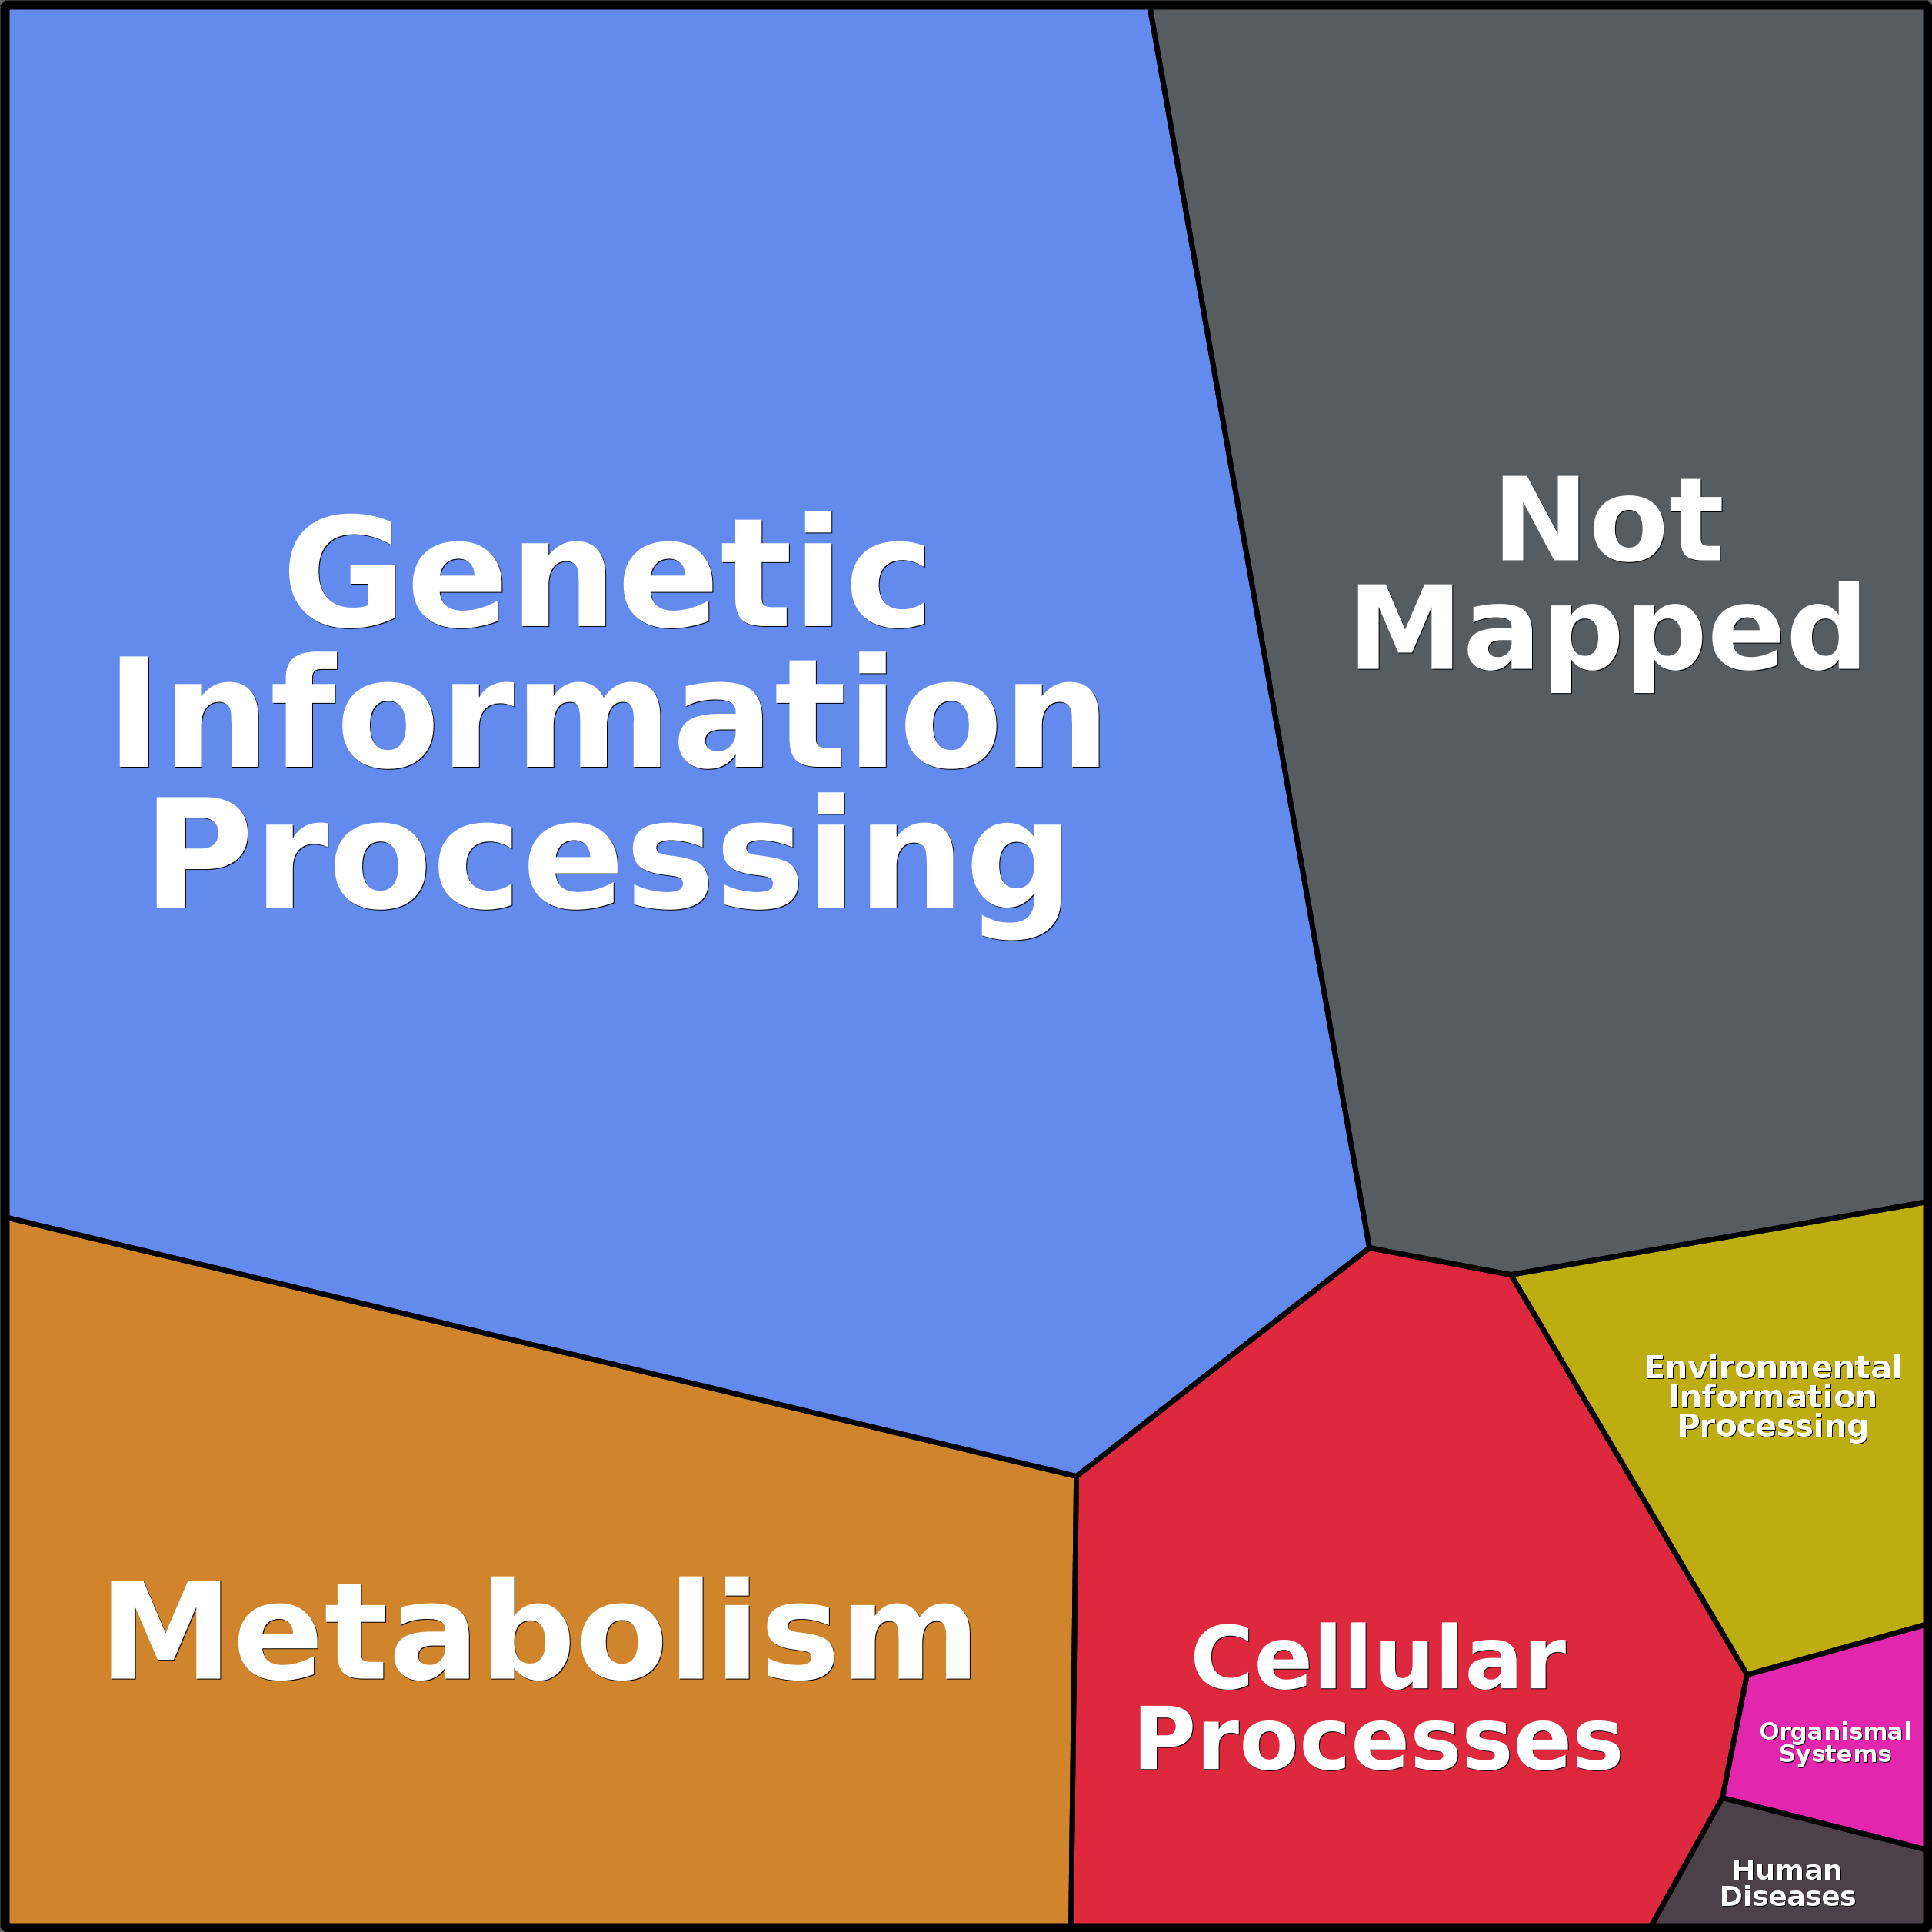 Genetic
Information
Processing
Not
Mapped
Environmental
Information
Processing
Metabolism
Cellular
Processes
Organismal
Systems
Human
Diseases